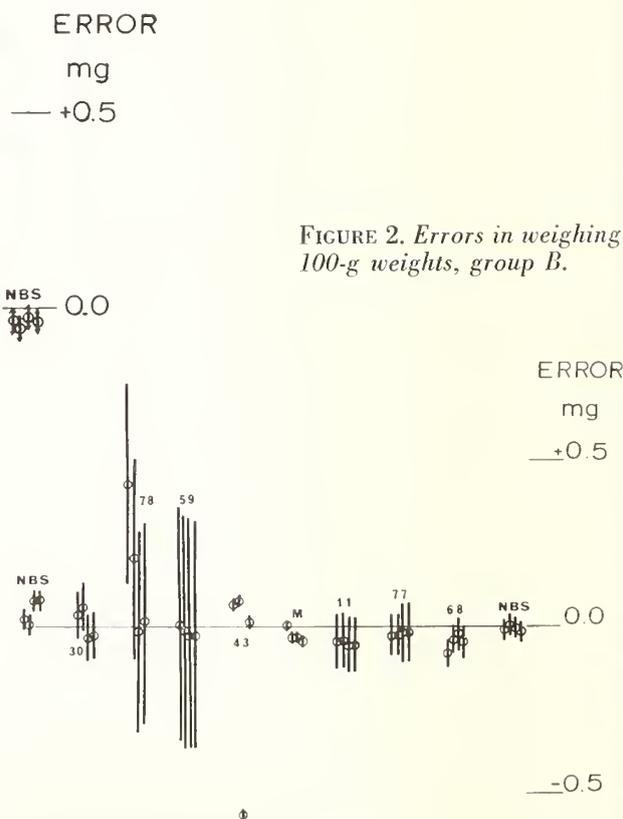 ERROR
mg
+0.5
FIGURE 2. Errors in weighing
100-g weights, group B.
NBS
0.0
ERROR
mg
+0.5
78
59
NBS
30
43
M
11
77
68
NBS
0.0
-0.5